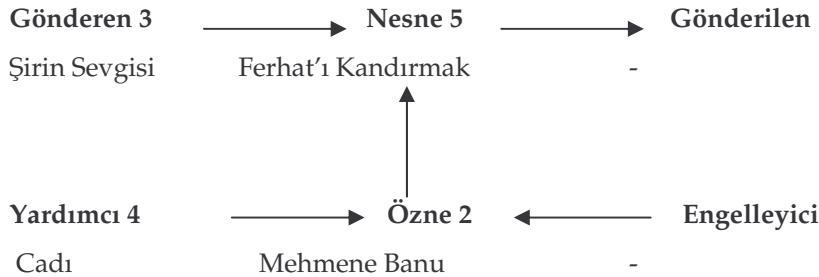 Gönderen 3 Nesne 5 Gönderilen
Şirin Sevgisi Ferhat’ı Kandırmak -
Yardımcı 4 Özne 2 Engelleyici
Cadı Mehmene Banu -